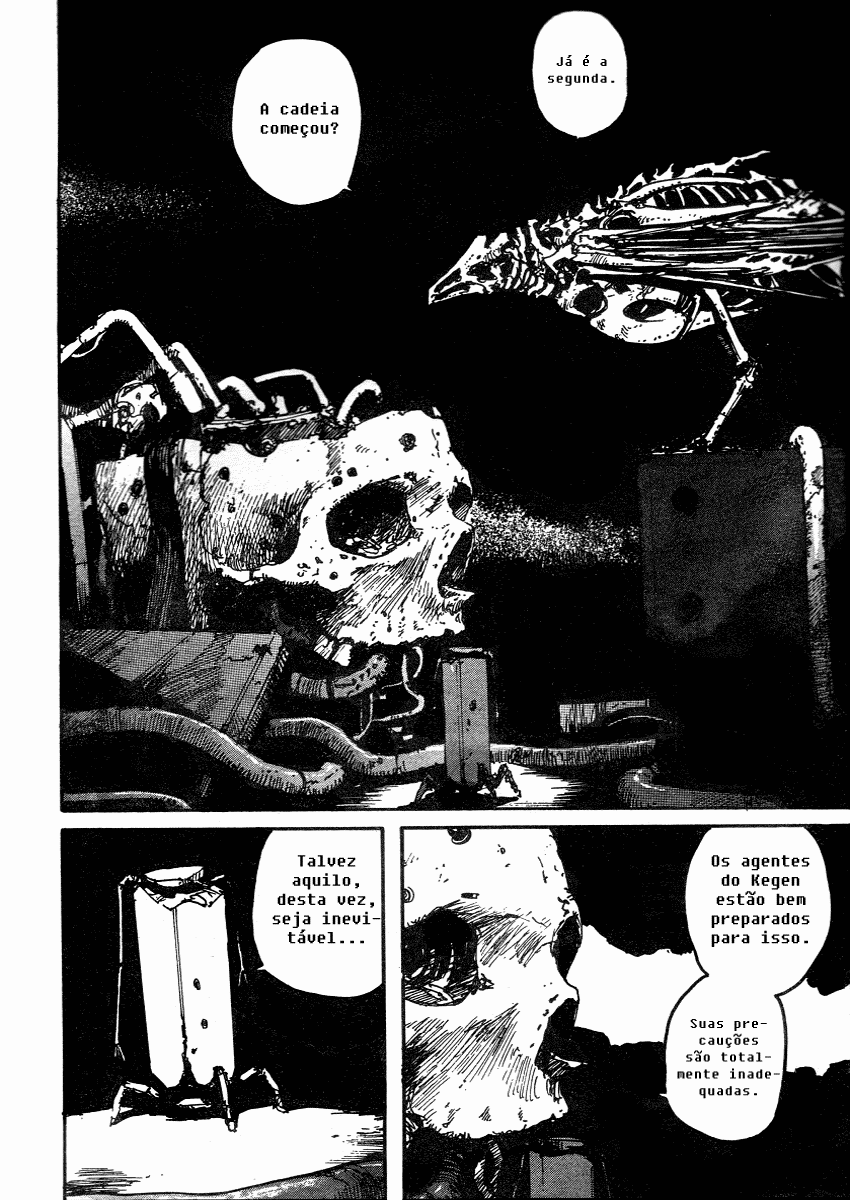 Já é a
segunda.
A cadeia
começou?
Talvez
aquilo,
desta vez,
seja inevi-
tável...
Os agentes
do Kegen
estão bem
preparados
para isso.
Suas pre-
cauções
são total-
mente inade-
quadas.